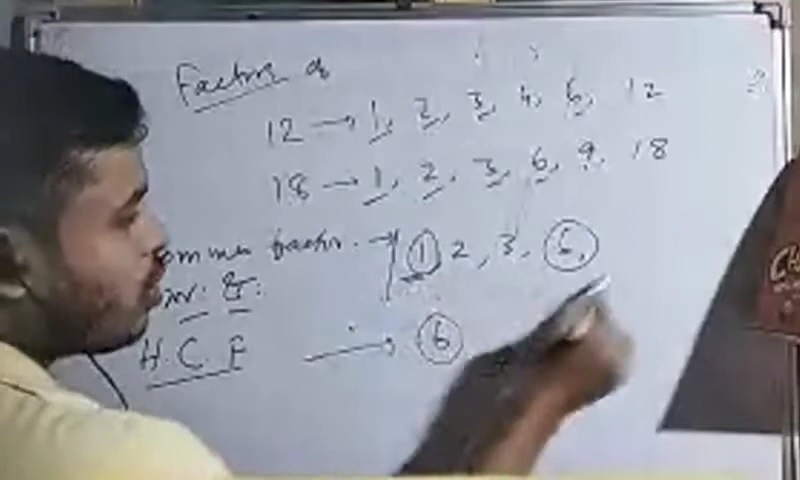 Factors of
12 → 1, 2, 3, 4, 6, 12
18 → 1, 2, 3, 6, 9, 18
ommon factor. → 1 2, 3, 6,
H.C.F → 6